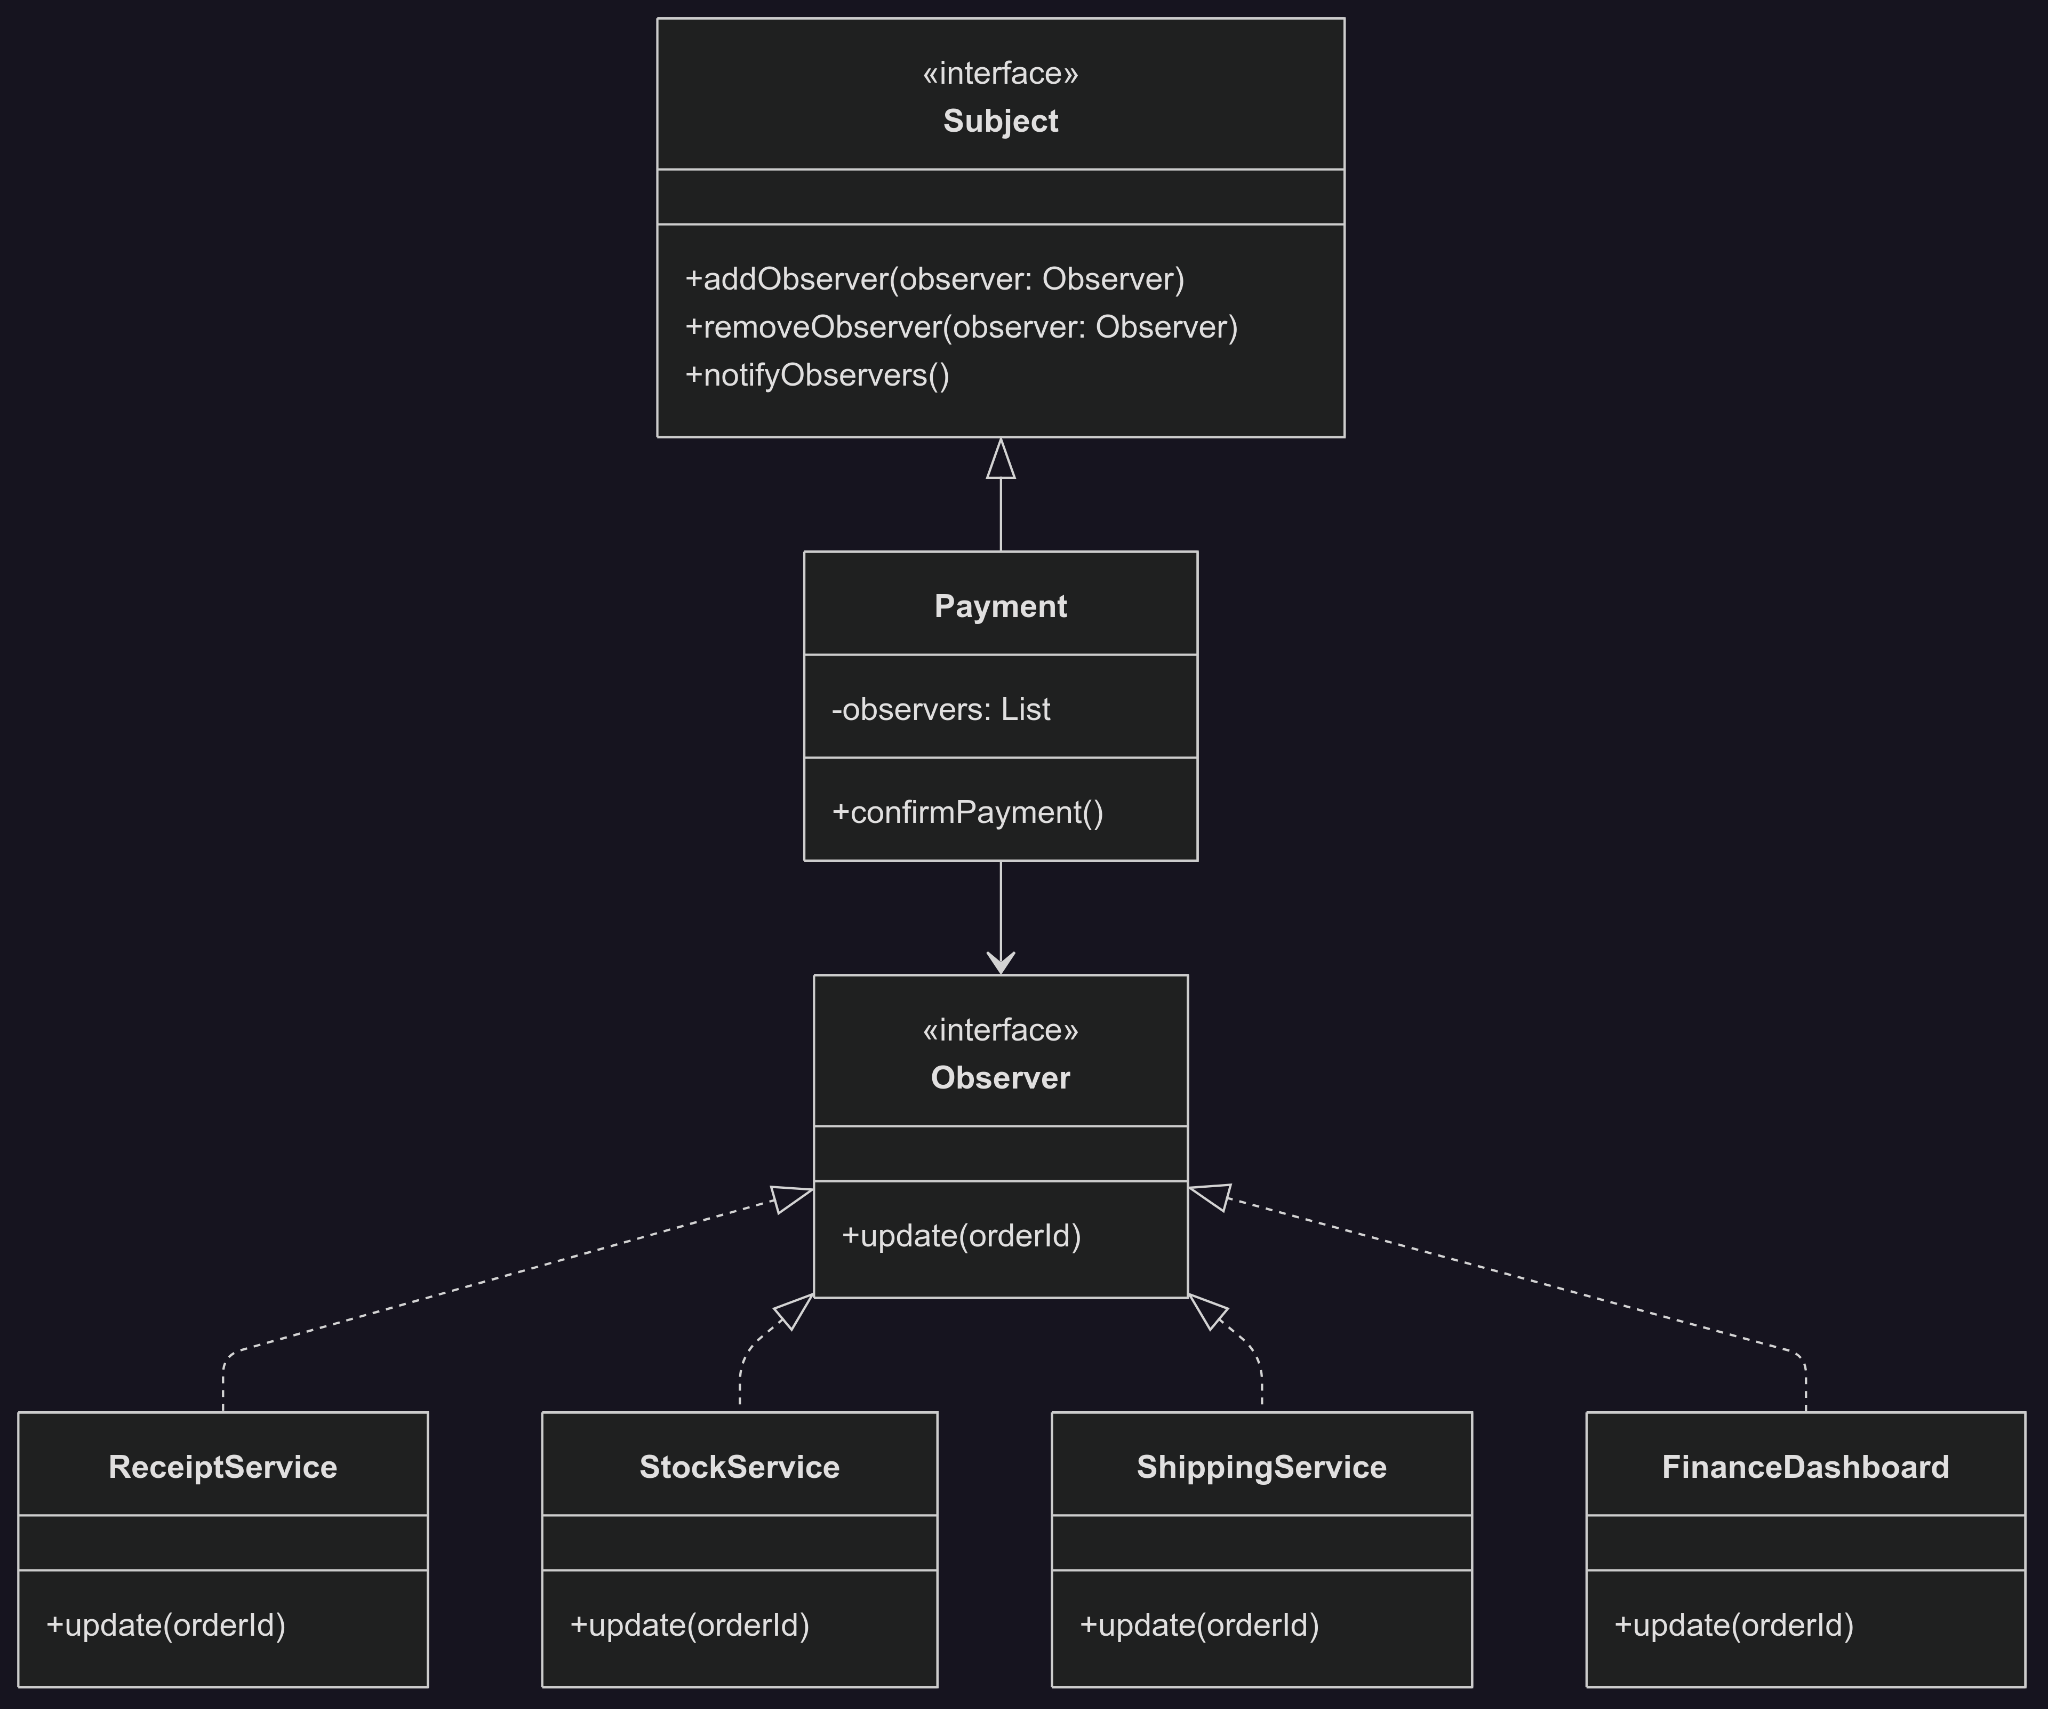 «interface»
Subject
+addObserver(observer: Observer)
+removeObserver(observer: Observer)
+notifyObservers()
Payment
-observers: List
+confirmPayment()
«interface»
Observer
+update(orderId)
ReceiptService
+update(orderId)
StockService
+update(orderId)
ShippingService
+update(orderId)
FinanceDashboard
+update(orderId)